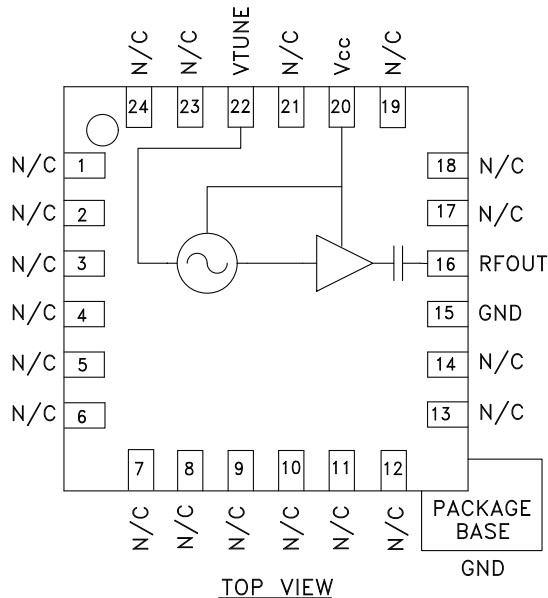 N/C N/C VTUNE N/C Vcc N/C
24 23 22 21 20 19
N/C 1
N/C 2
N/C 3
N/C 4
N/C 5
N/C 6
18 N/C
17 N/C
16 RFOUT
15 GND
14 N/C
13 N/C
7 8 9 10 11 12
N/C N/C N/C N/C N/C N/C
PACKAGE
BASE
GND
TOP VIEW